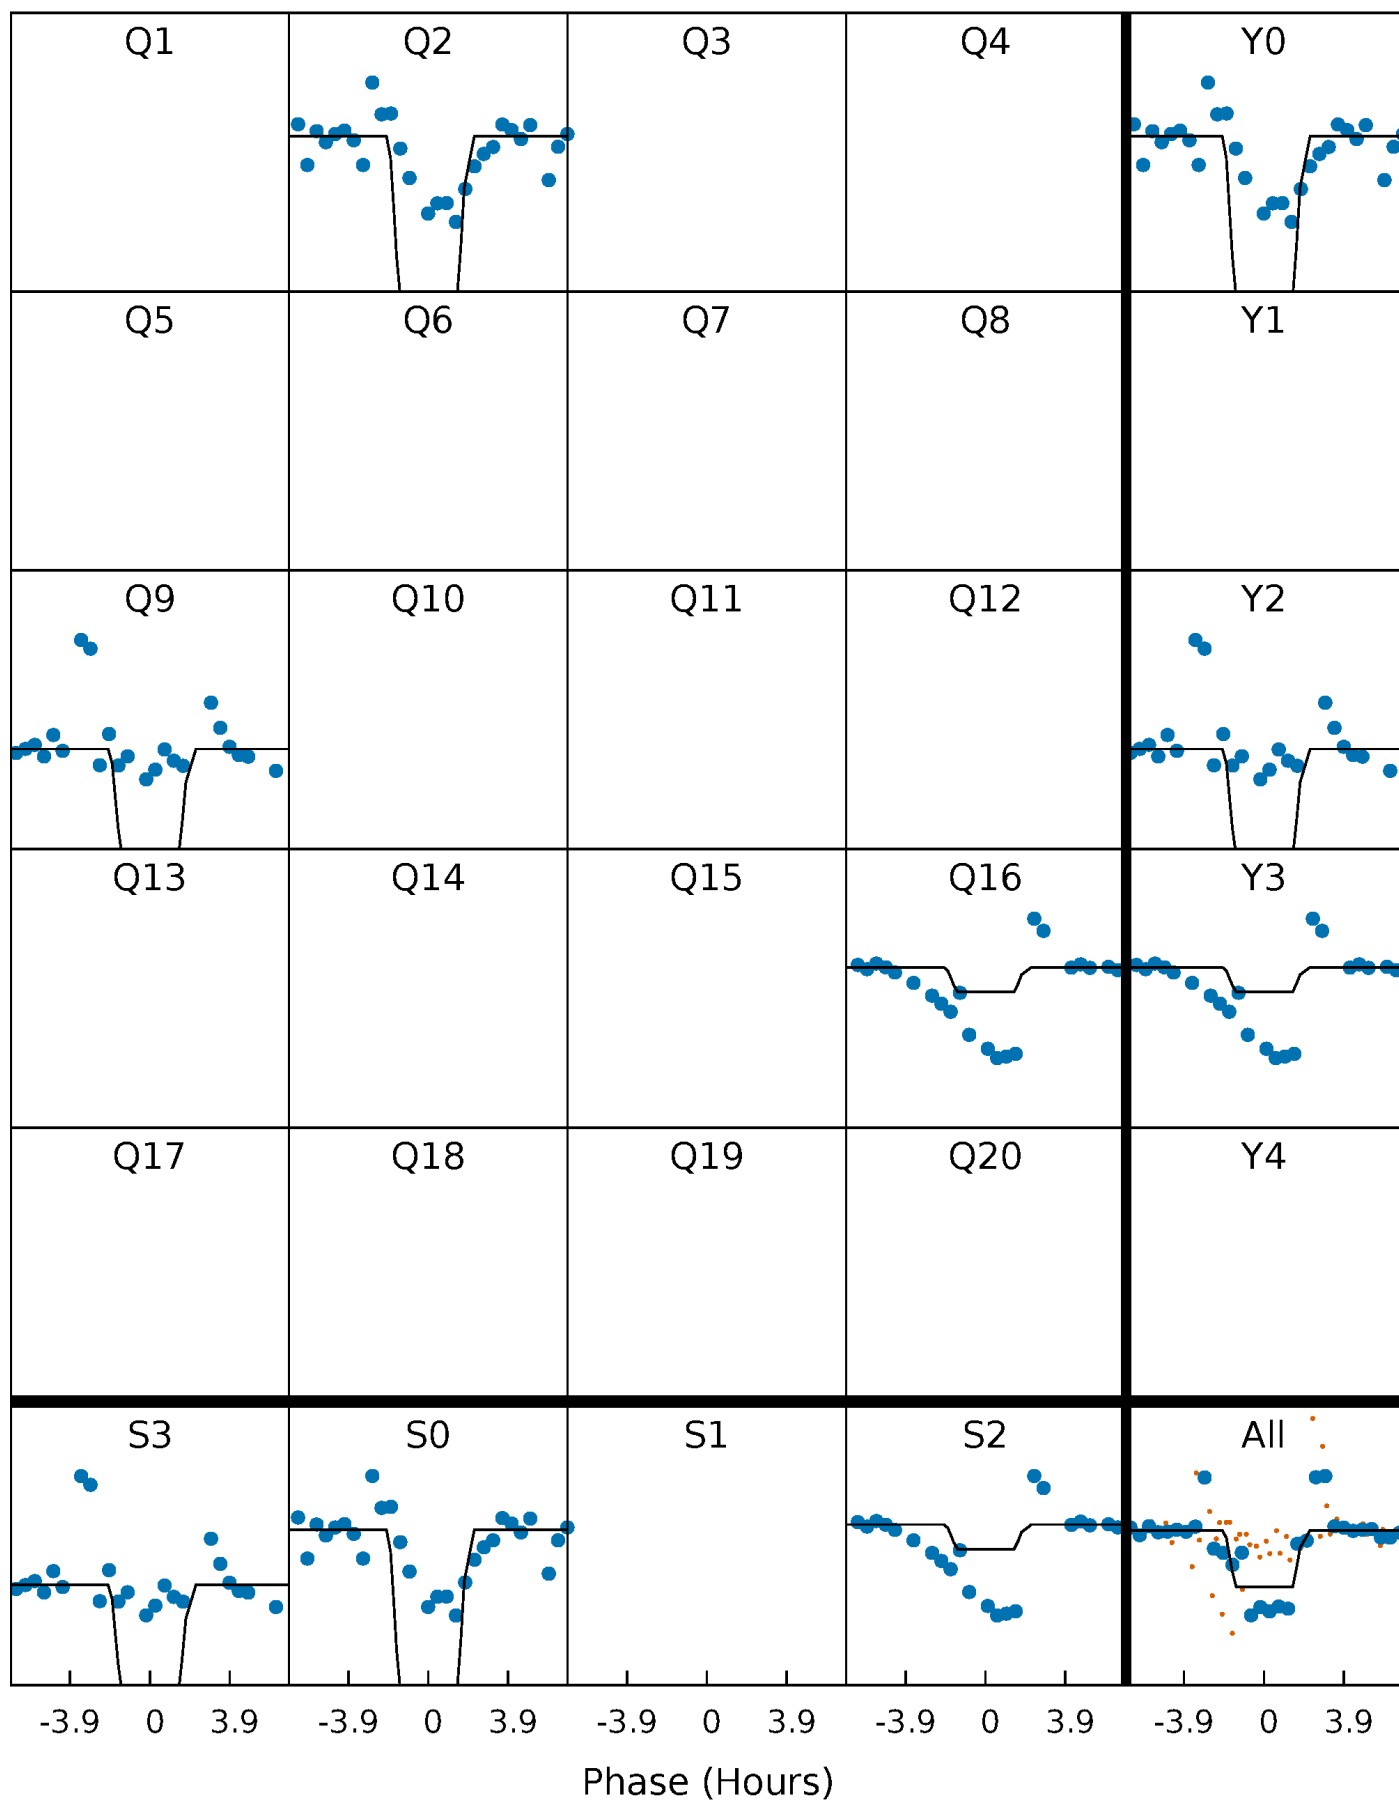 Q1 Q2 Q3 Q4 Y0
Q5 Q6 Q7 Q8 Y1
Q9 Q10 Q11 Q12 Y2
Q13 Q14 Q15 Q16 Y3
Q17 Q18 Q19 Q20 Y4
S3 S0 S1 S2 All
-3.9 0 3.9 -3.9 0 3.9 -3.9 0 3.9 -3.9 0 3.9 -3.9 0 3.9
Phase (Hours)